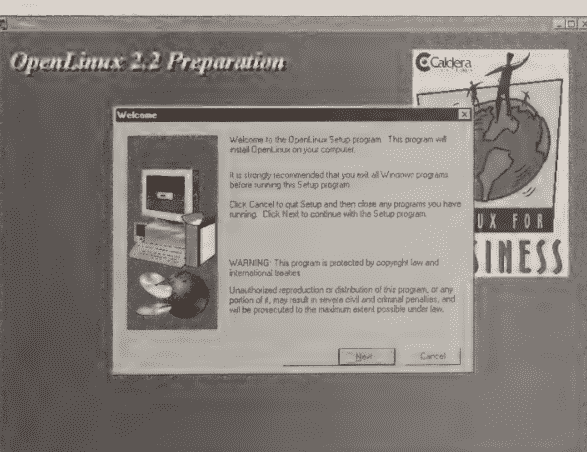 OpenLinux 2.2 Preparation
Caldera
UX FOR
INESS
Welcome
Welcome to the OpenLinux Setup program. This program will
install OpenLinux on your computer.
It is strongly recommended that you exit all Windows programs
before running this Setup program.
Click Cancel to quit Setup and then close any programs you have
running. Click Next to continue with the Setup program.
WARNING: This program is protected by copyright law and
international treaties.
Unauthorized reproduction or distribution of this program, or any
portion of it, may result in severe civil and criminal penalties, and
will be prosecuted to the maximum extent possible under law.
Next
Cancel